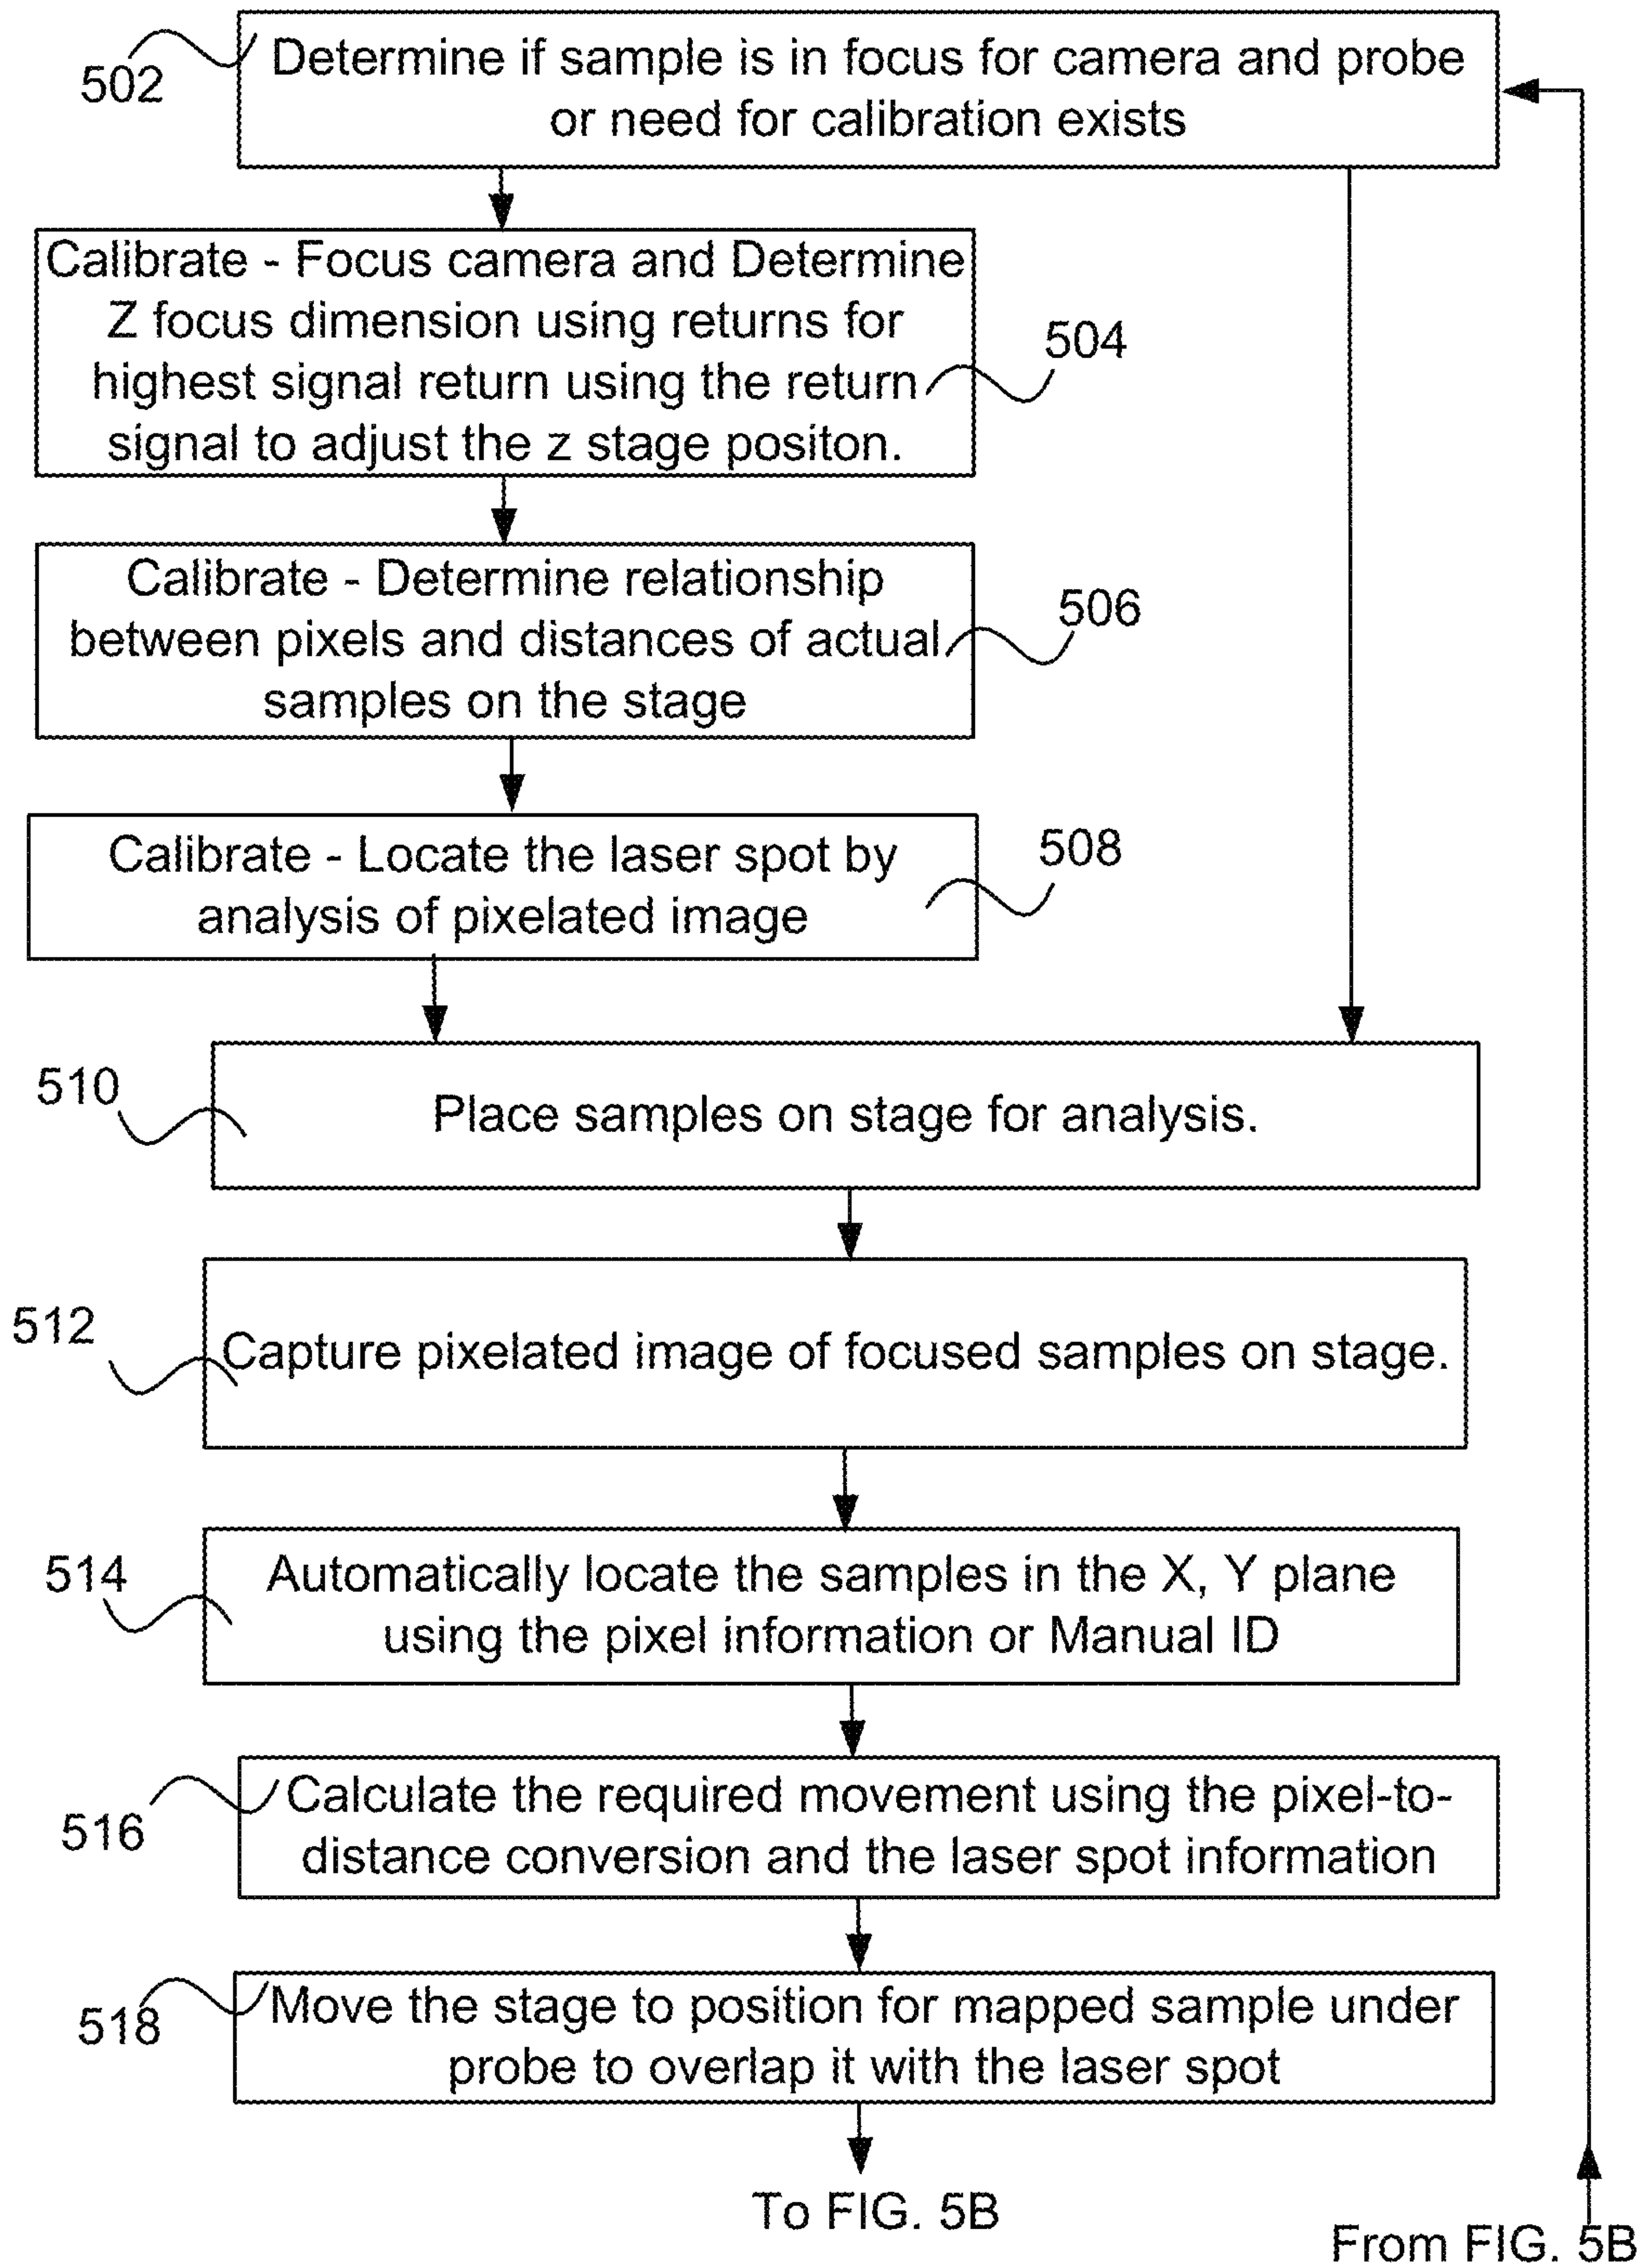 502
Determine if sample is in focus for camera and probe
or need for calibration exists
Calibrate - Focus camera and Determine
Z focus dimension using returns for
highest signal return using the return
signal to adjust the z stage positon.
504
Calibrate - Determine relationship
between pixels and distances of actual
samples on the stage
506
Calibrate - Locate the laser spot by
analysis of pixelated image
508
510
Place samples on stage for analysis.
512
Capture pixelated image of focused samples on stage.
514
Automatically locate the samples in the X, Y plane
using the pixel information or Manual ID
516
Calculate the required movement using the pixel-to-
distance conversion and the laser spot information
518
Move the stage to position for mapped sample under
probe to overlap it with the laser spot
To FIG. 5B
From FIG. 5B